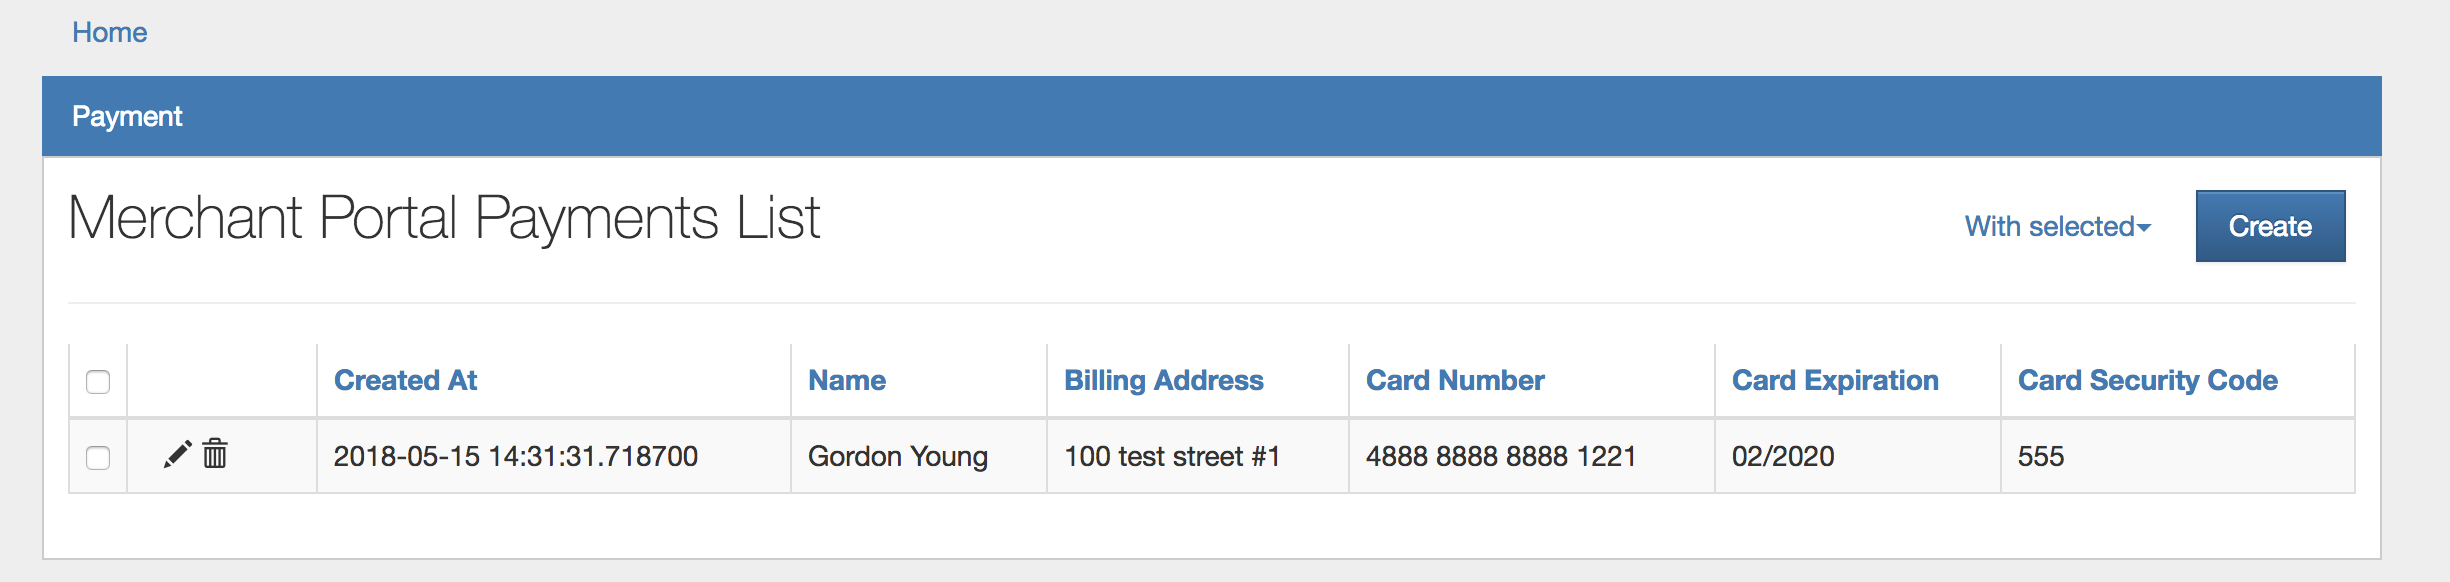 Home
Payment
Merchant Portal Payments List
With selected
Create
Created At Name Billing Address Card Number Card Expiration Card Security Code
2018-05-15 14:31:31.718700 Gordon Young 100 test street #1 4888 8888 8888 1221 02/2020 555